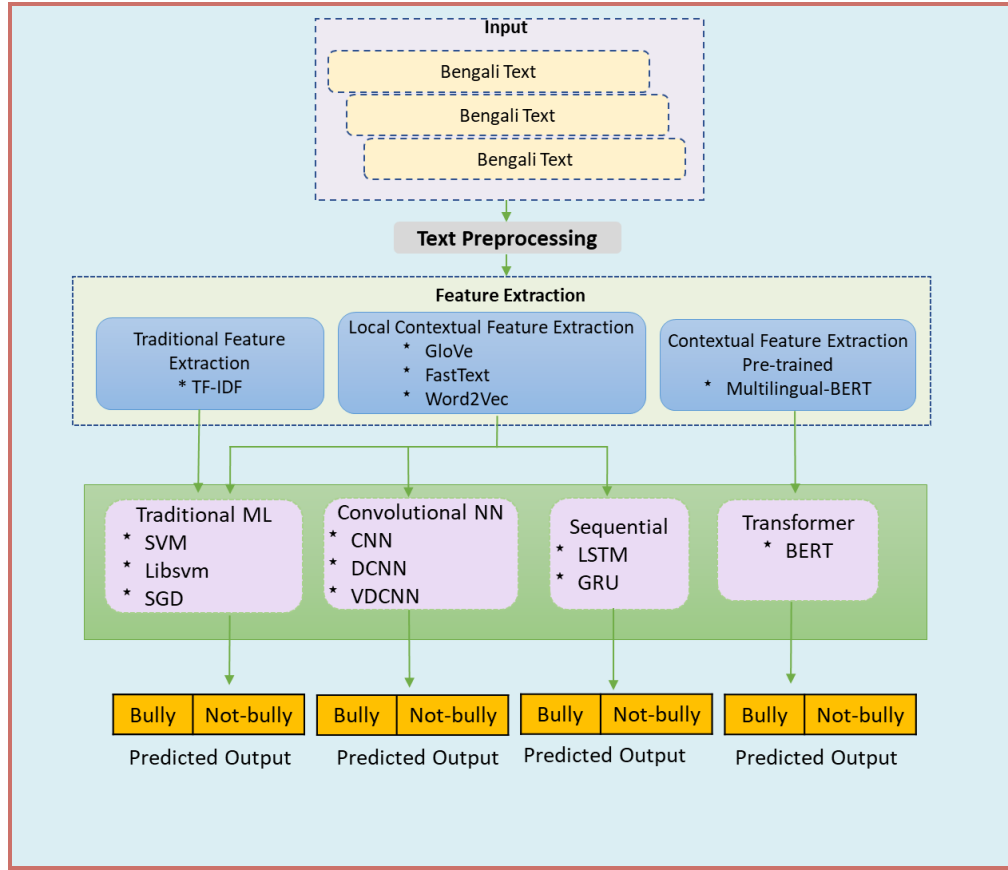 Input
Bengali Text
Bengali Text
Bengali Text
Text Preprocessing
Feature Extraction
Traditional Feature
Extraction
* TF-IDF
Local Contextual Feature Extraction
* GloVe
* FastText
* Word2Vec
Contextual Feature Extraction
Pre-trained
* Multilingual-BERT
Traditional ML
* SVM
* Libsvm
* SGD
Convolutional NN
* CNN
* DCNN
* VDCNN
Sequential
* LSTM
* GRU
Transformer
* BERT
Bully Not-bully
Predicted Output
Bully Not-bully
Predicted Output
Bully Not-bully
Predicted Output
Bully Not-bully
Predicted Output